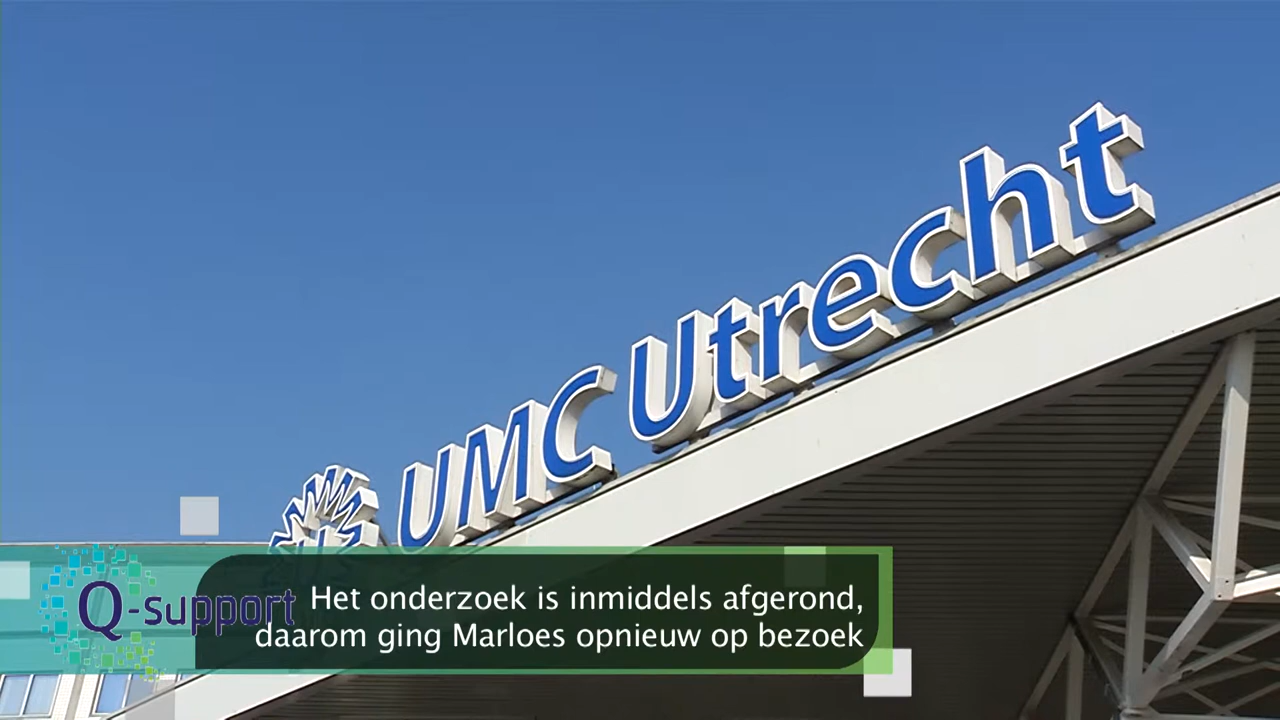 UMC Utrecht
Q-support
Het onderzoek is inmiddels afgerond,
daarom ging Marloes opnieuw op bezoek